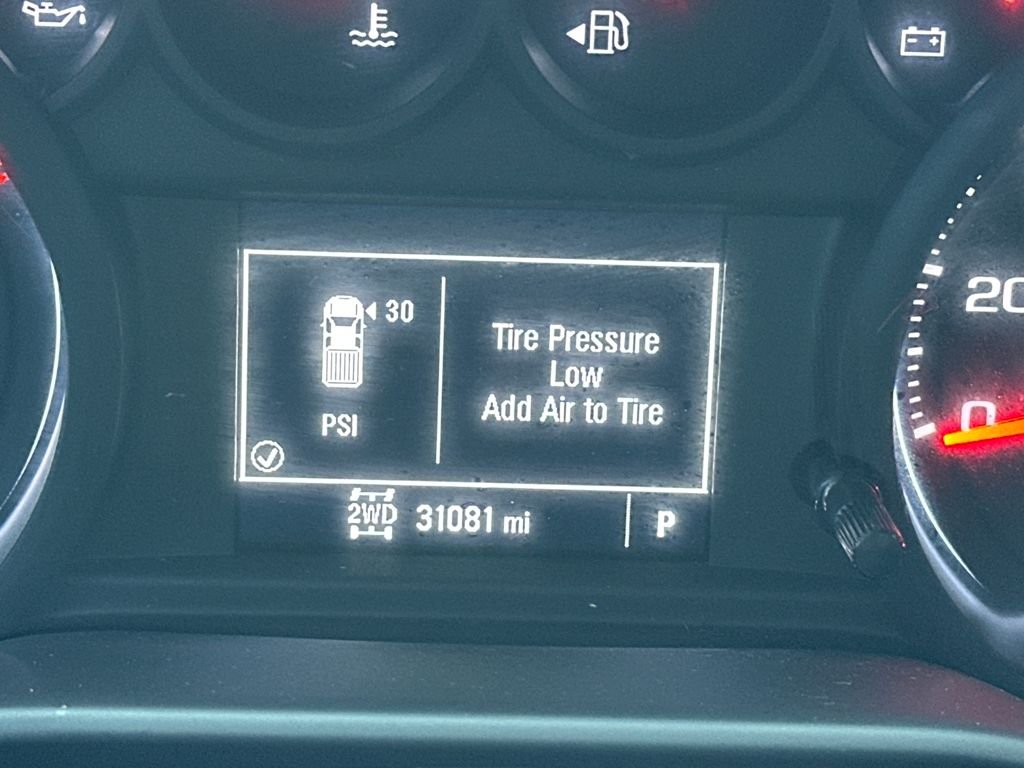 30
Tire Pressure
Low
Add Air to Tire
PSI
2WD 31081 mi P
20
0